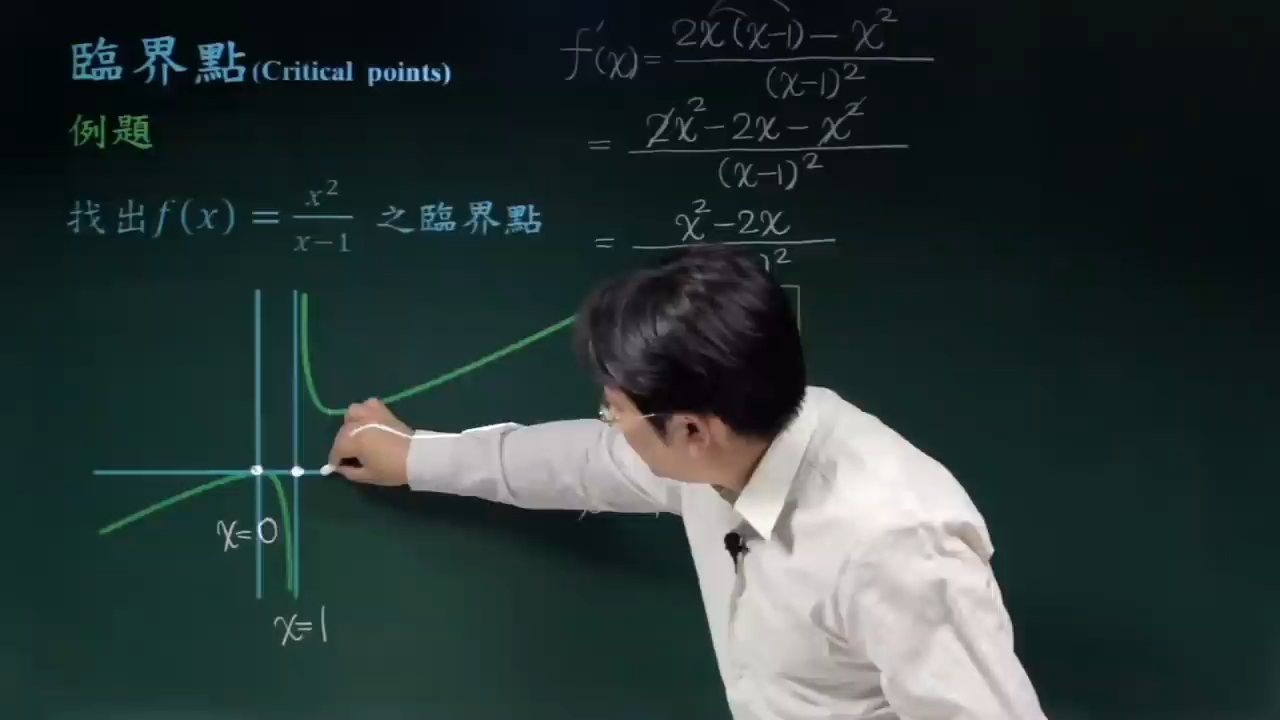 臨界點(Critical points)
例題
找出f(x) = x²/(x−1) 之臨界點
f'(x)= (2x(x-1) - x²)/(x-1)²
= (2x²-2x-x²)/(x-1)²
= (x²-2x)/
)²
x=0
x=1